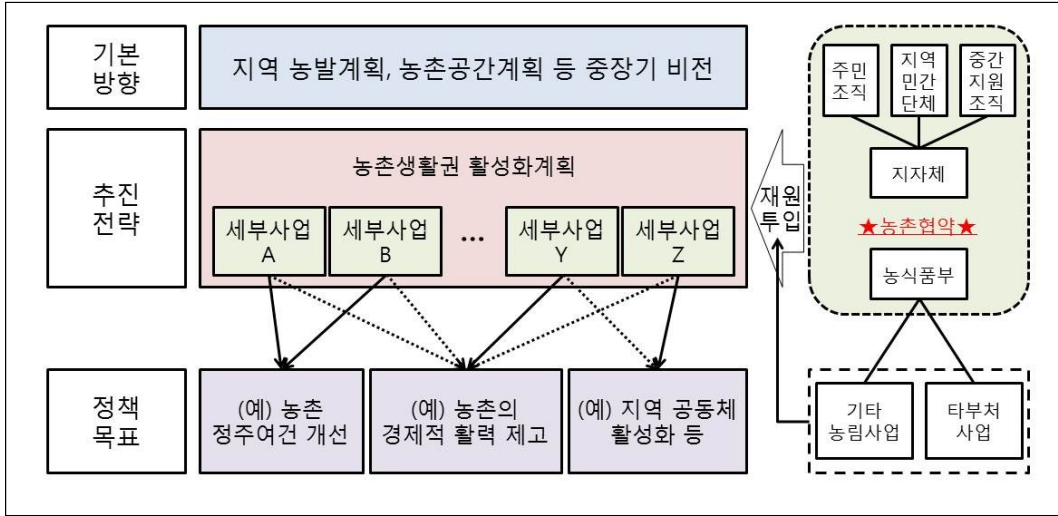 기본
방향
지역 농발계획, 농촌공간계획 등 중장기 비전
추진
전략
농촌생활권 활성화계획
세부사업
A
세부사업
B
...
세부사업
Y
세부사업
Z
정책
목표
(예) 농촌
정주여건 개선
(예) 농촌의
경제적 활력 제고
(예) 지역 공동체
활성화 등
재원
투입
주민
조직
지역
민간
단체
중간
지원
조직
지자체
★농촌협약★
농식품부
기타
농림사업
타부처
사업